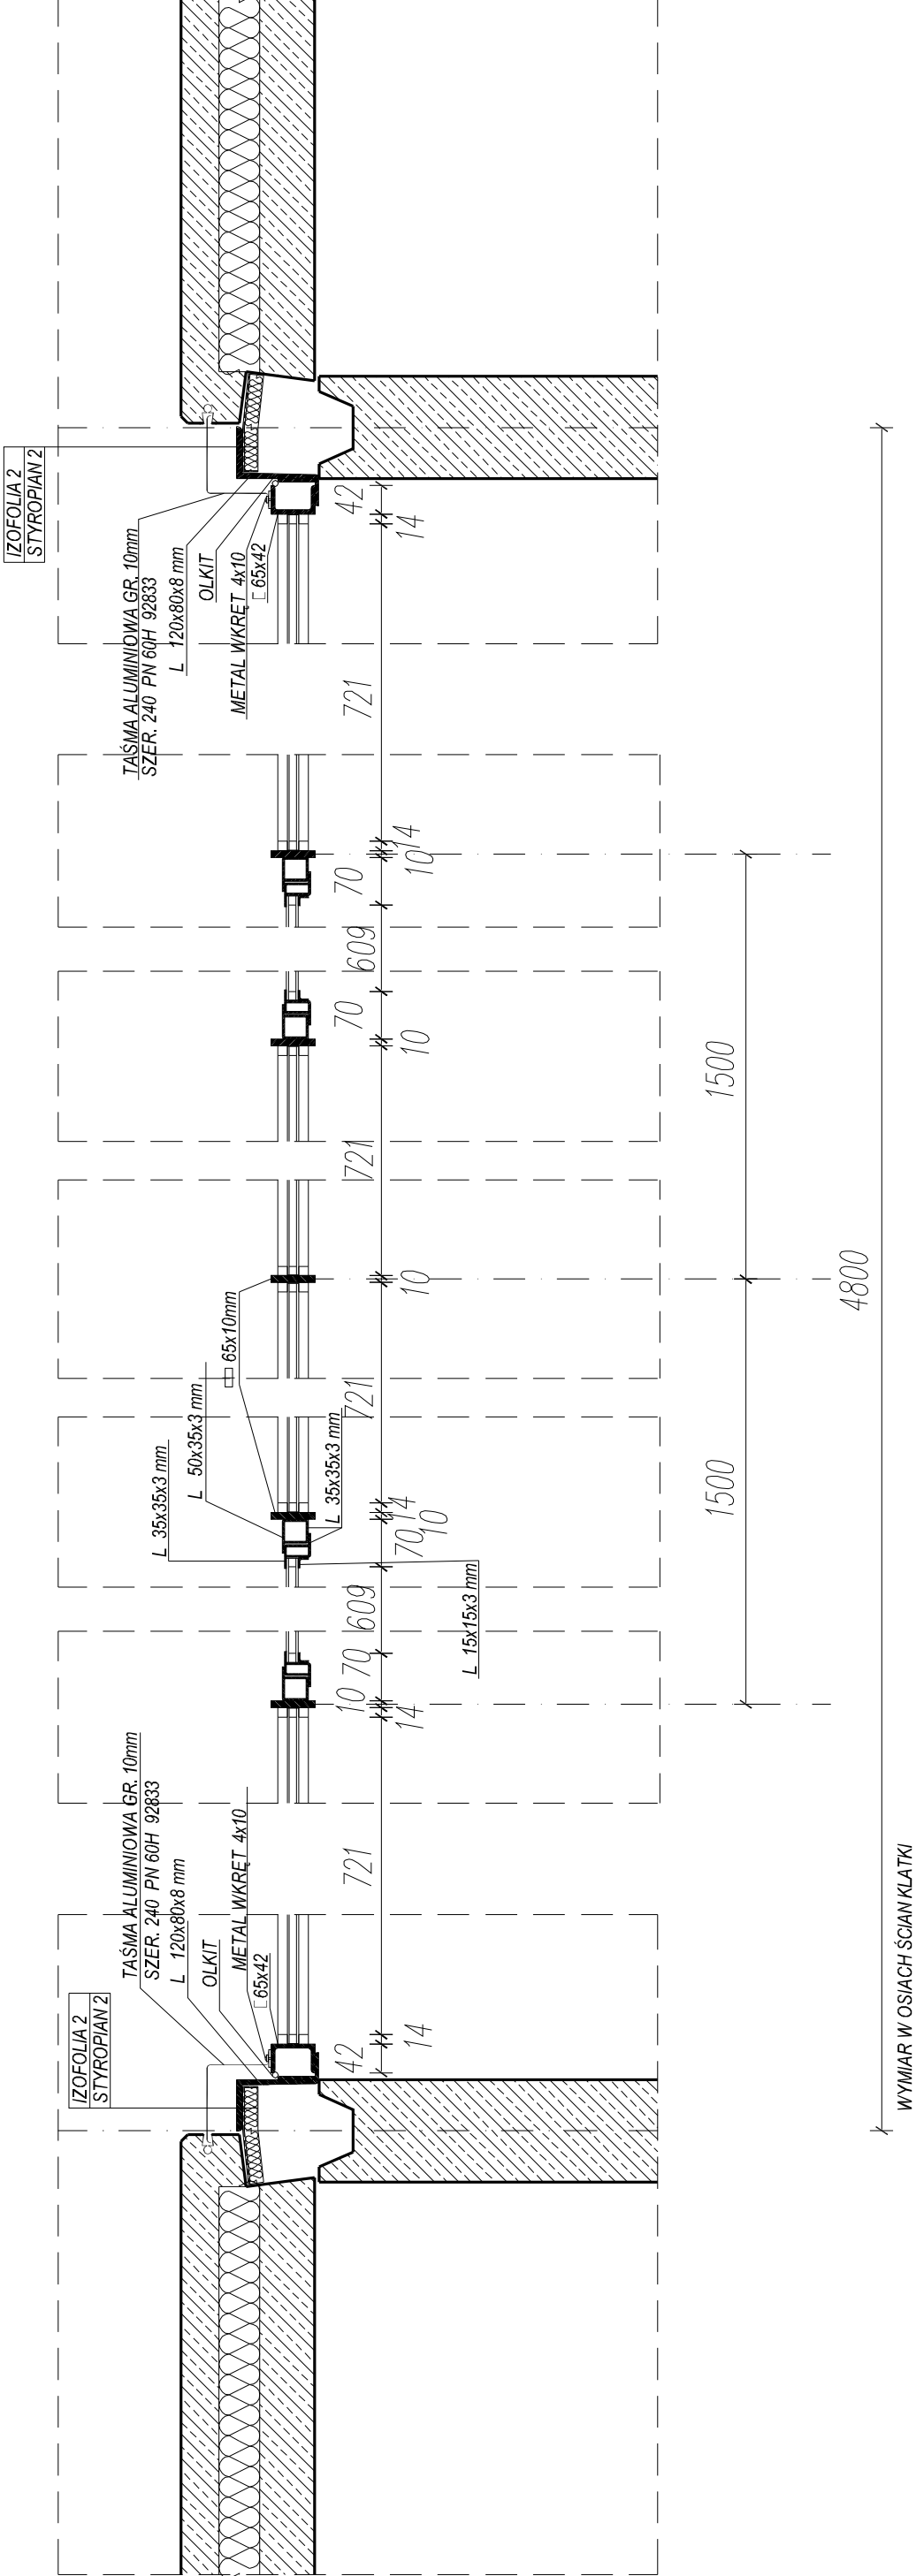 IZOFOLIA 2
STYROPIAN 2
TAŚMA ALUMINIOWA GR. 10mm
SZER. 240 PN 60H 92833
L 120x80x8 mm
OLKIT
METAL WKRĘT 4x10
65x42
42
14
721
14
10
70
609
70
10
721
10
65x10mm
L 50x35x3 mm
L 35x35x3 mm
L 35x35x3 mm
721
14
10
70
609
L 15x15x3 mm
70
10
14
721
TAŚMA ALUMINIOWA GR. 10mm
SZER. 240 PN 60H 92833
L 120x80x8 mm
OLKIT
METAL WKRĘT 4x10
65x42
IZOFOLIA 2
STYROPIAN 2
14
42
1500
1500
4800
WYMIAR W OSIACH ŚCIAN KLATKI